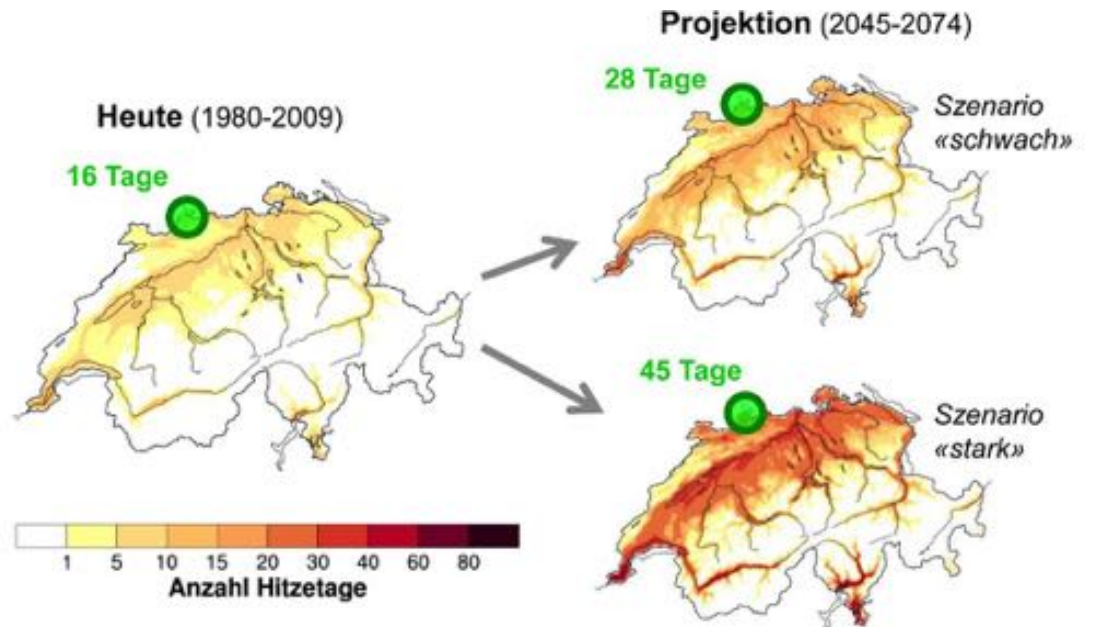 Projektion (2045-2074)
28 Tage
Szenario
«schwach»
Heute (1980-2009)
16 Tage
45 Tage
Szenario
«stark»
1 5 10 15 20 30 40 60 80
Anzahl Hitzetage